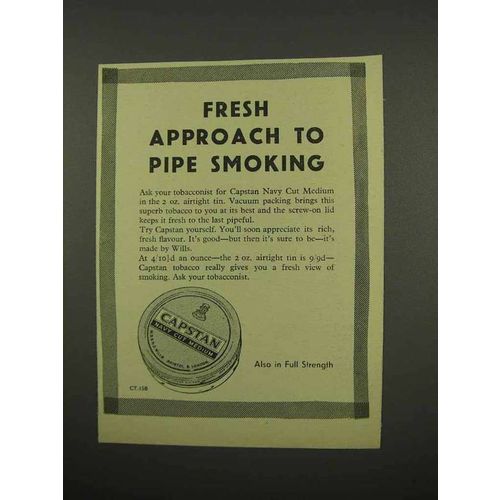 FRESH
APPROACH TO
PIPE SMOKING
Ask your tobacconist for Capstan Navy Cut Medium
in the 2 oz. airtight tin. Vacuum packing brings this
superb tobacco to you at its best and the screw-on lid
keeps it fresh to the last pipeful.
Try Capstan yourself. You'll soon appreciate its rich,
fresh flavour. It's good—but then it's sure to be—it's
made by Wills.
At 4/10½d an ounce—the 2 oz. airtight tin is 9/9d—
Capstan tobacco really gives you a fresh view of
smoking. Ask your tobacconist.
CAPSTAN
NAVY CUT MEDIUM
BRISTOL & LONDON
Also in Full Strength
CT.158